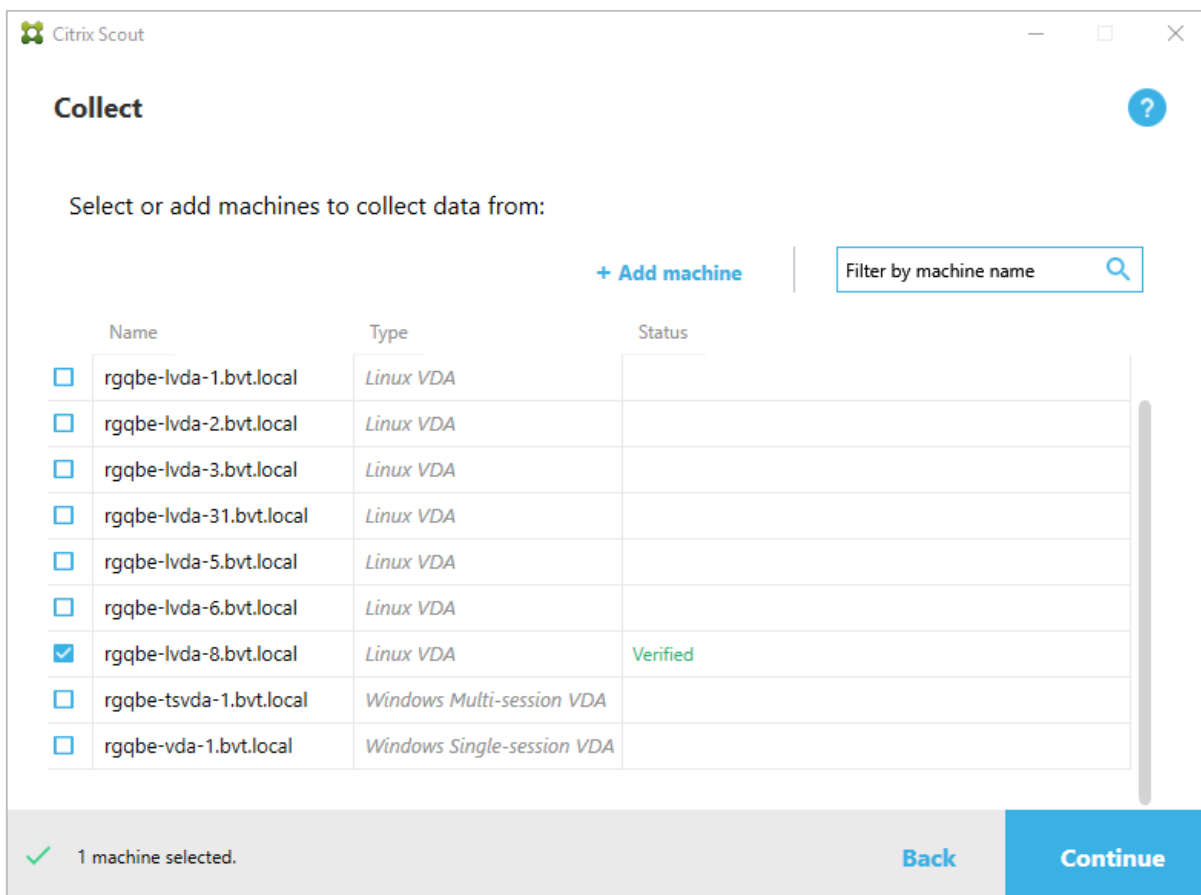 Citrix Scout
Collect
?
Select or add machines to collect data from:
+ Add machine
Filter by machine name
Name Type Status
rgqbe-lvda-1.bvt.local Linux VDA
rgqbe-lvda-2.bvt.local Linux VDA
rgqbe-lvda-3.bvt.local Linux VDA
rgqbe-lvda-31.bvt.local Linux VDA
rgqbe-lvda-5.bvt.local Linux VDA
rgqbe-lvda-6.bvt.local Linux VDA
rgqbe-lvda-8.bvt.local Linux VDA Verified
rgqbe-tsvda-1.bvt.local Windows Multi-session VDA
rgqbe-vda-1.bvt.local Windows Single-session VDA
1 machine selected.
Back
Continue